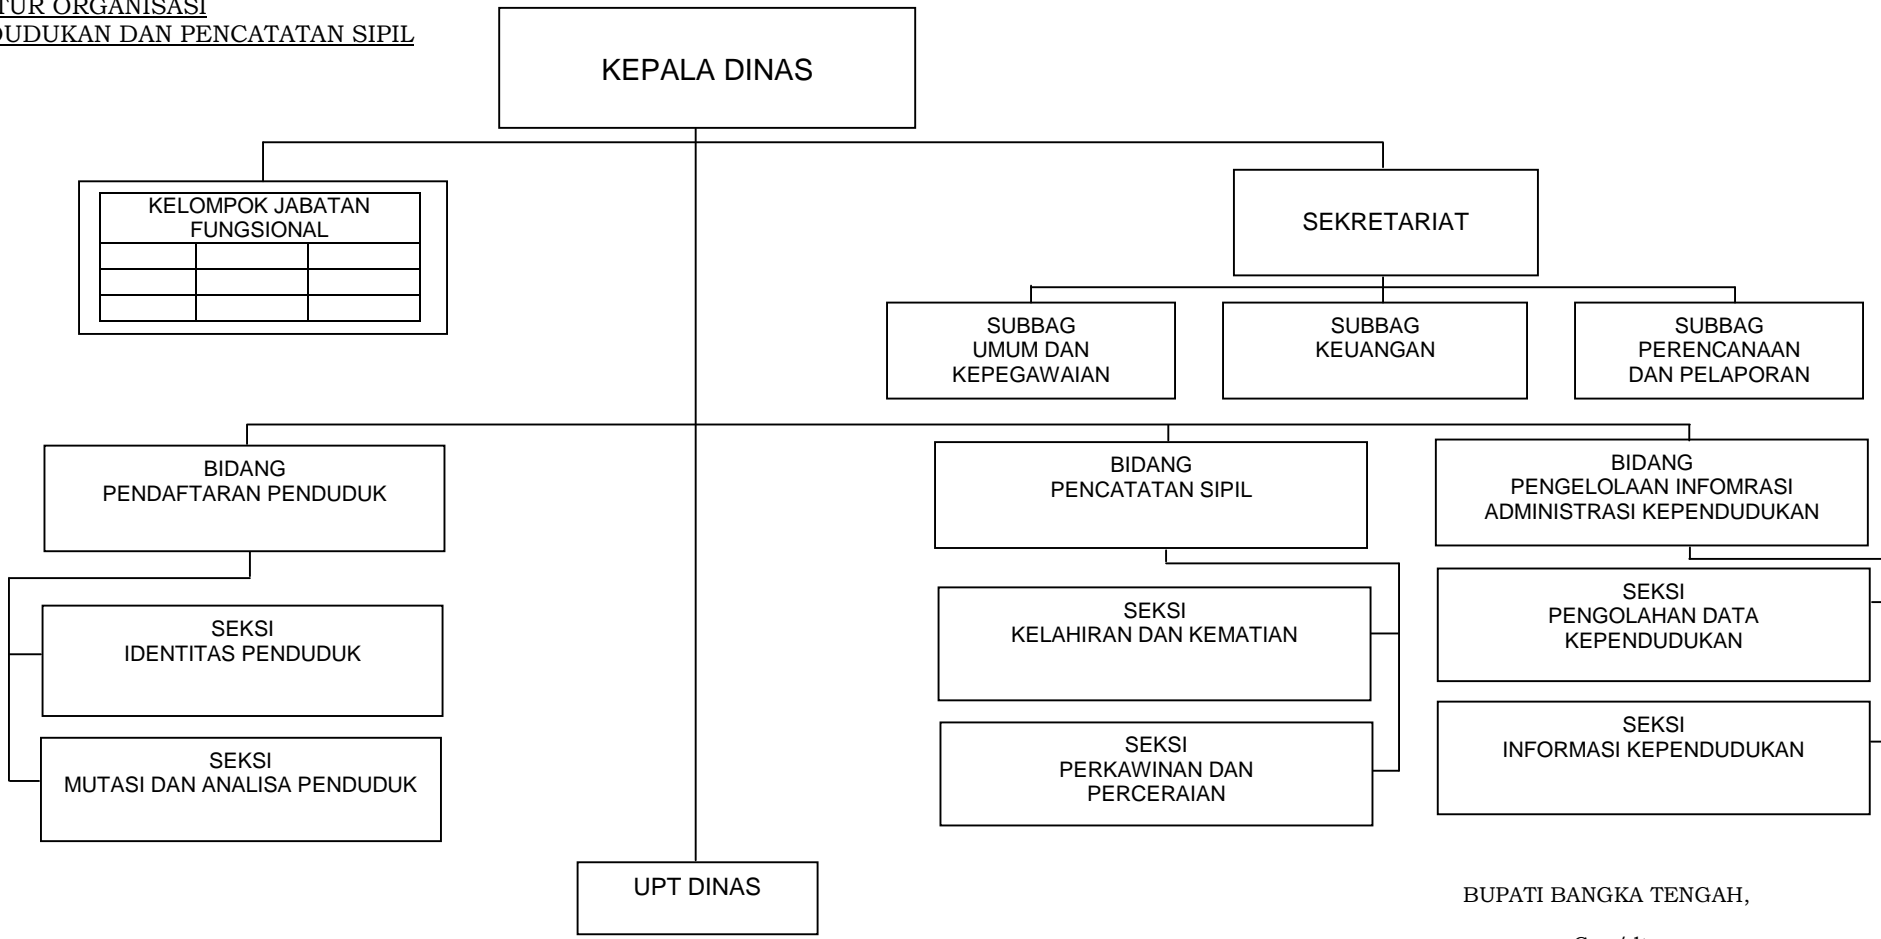 TUR ORGANISASI
DUDUKAN DAN PENCATATAN SIPIL
KEPALA DINAS
KELOMPOK JABATAN
FUNGSIONAL
SEKRETARIAT
SUBBAG
UMUM DAN
KEPEGAWAIAN
SUBBAG
KEUANGAN
SUBBAG
PERENCANAAN
DAN PELAPORAN
BIDANG
PENDAFTARAN PENDUDUK
BIDANG
PENCATATAN SIPIL
BIDANG
PENGELOLAAN INFOMRASI
ADMINISTRASI KEPENDUDUKAN
SEKSI
IDENTITAS PENDUDUK
SEKSI
MUTASI DAN ANALISA PENDUDUK
SEKSI
KELAHIRAN DAN KEMATIAN
SEKSI
PERKAWINAN DAN
PERCERAIAN
SEKSI
PENGOLAHAN DATA
KEPENDUDUKAN
SEKSI
INFORMASI KEPENDUDUKAN
UPT DINAS
BUPATI BANGKA TENGAH,